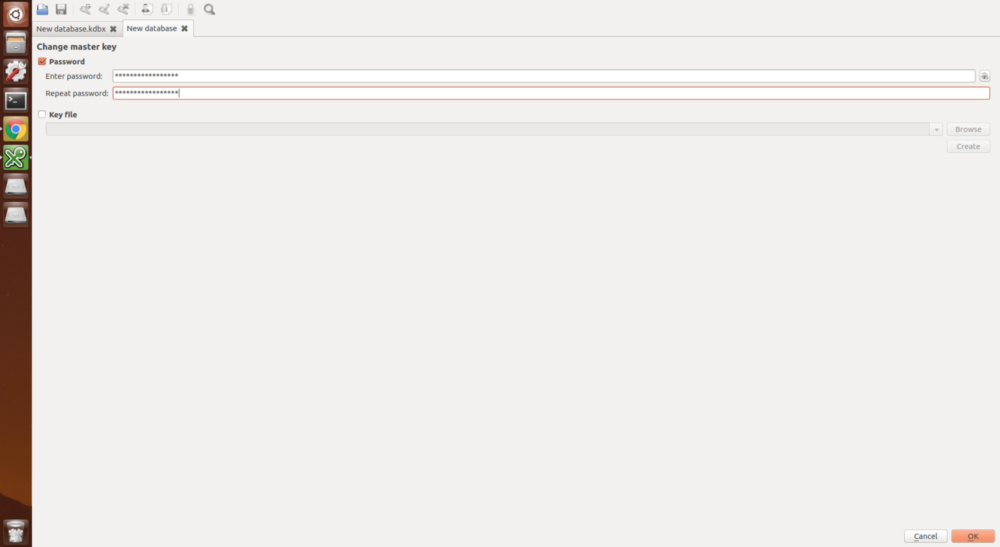 New database.kdbx New database
Change master key
Password
Enter password: *****************
Repeat password: *****************
Key file
Browse
Create
Cancel OK